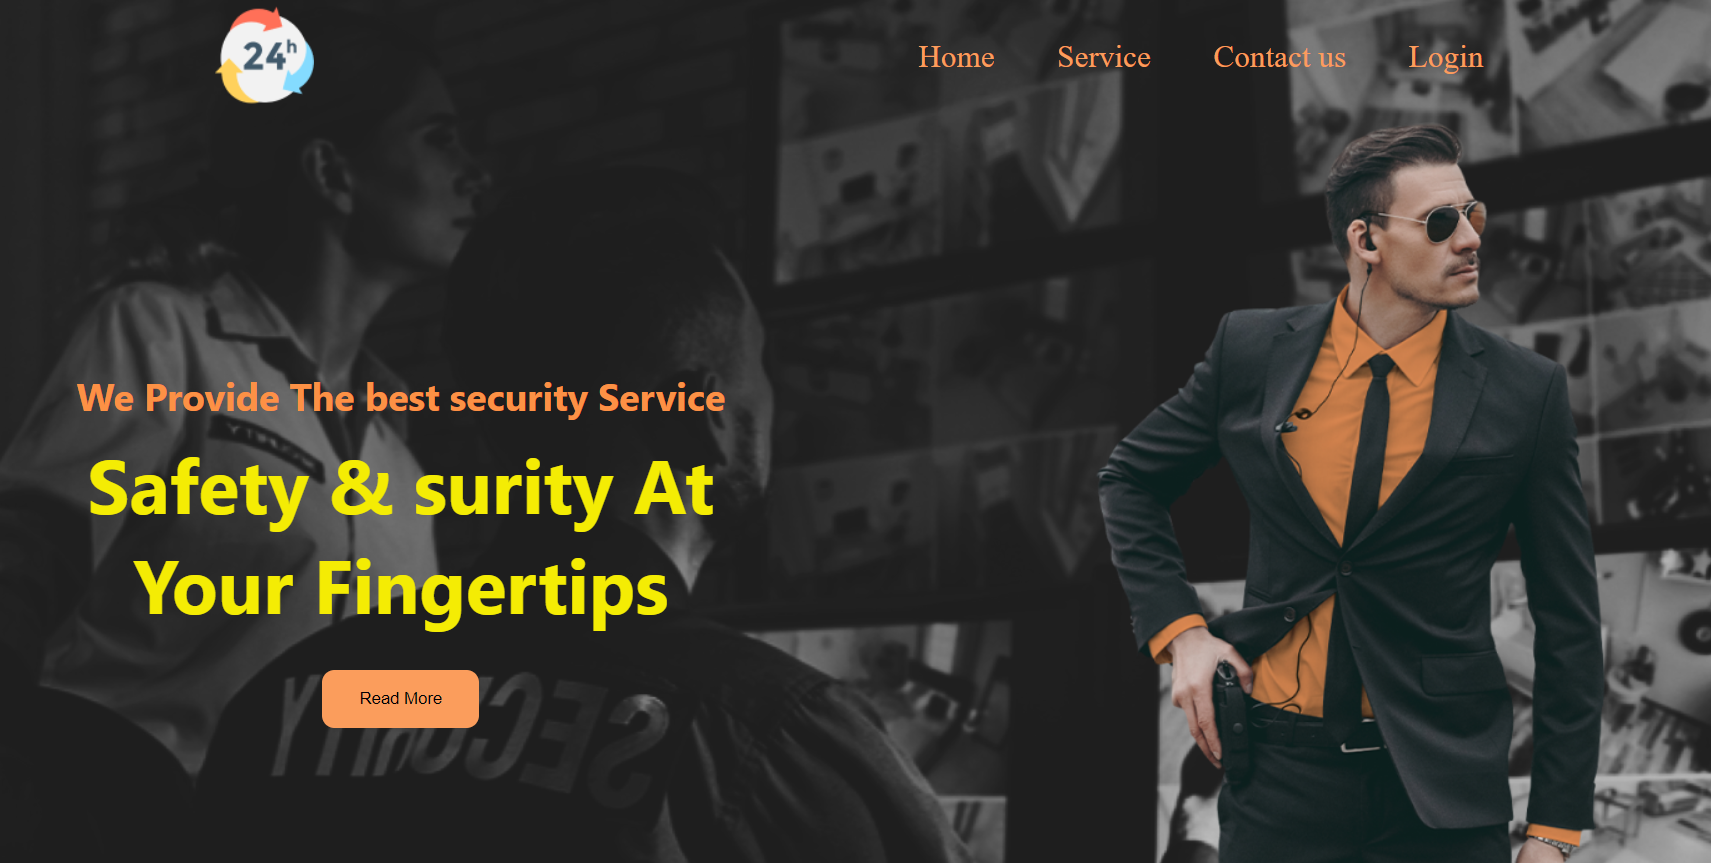 24h
Home Service Contact us Login
We Provide The best security Service
Safety & surity At
Your Fingertips
Read More
SECURITY